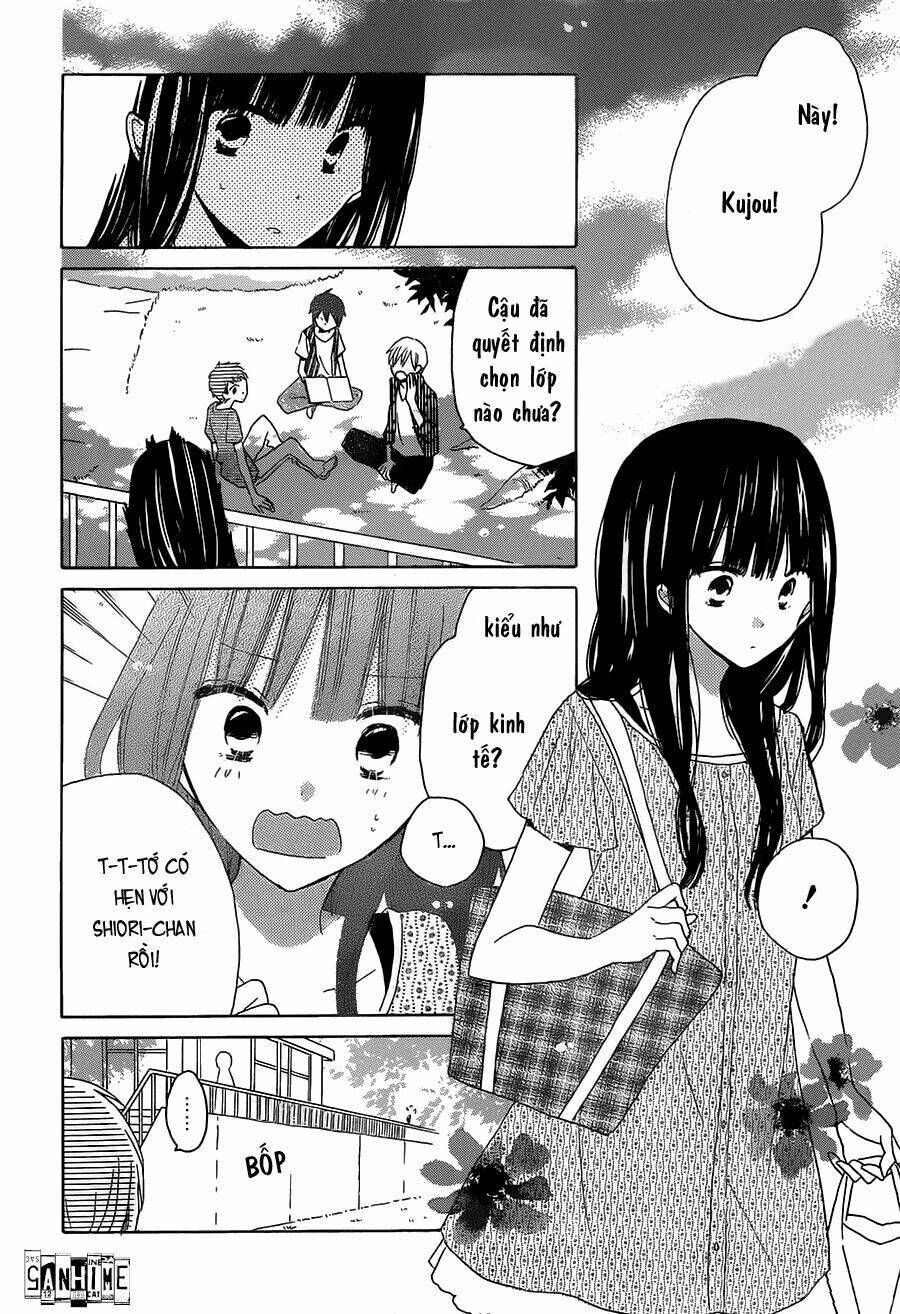 Này!
Kujou!
Cậu đã
quyết định
chọn lớp
nào chưa?
!
kiểu như
lớp kinh
tế?
T...
T-T-TỚ CÓ
HẸN VỚI
SHIORI-CHAN
RỒI!
......
BỐP
SANHIME